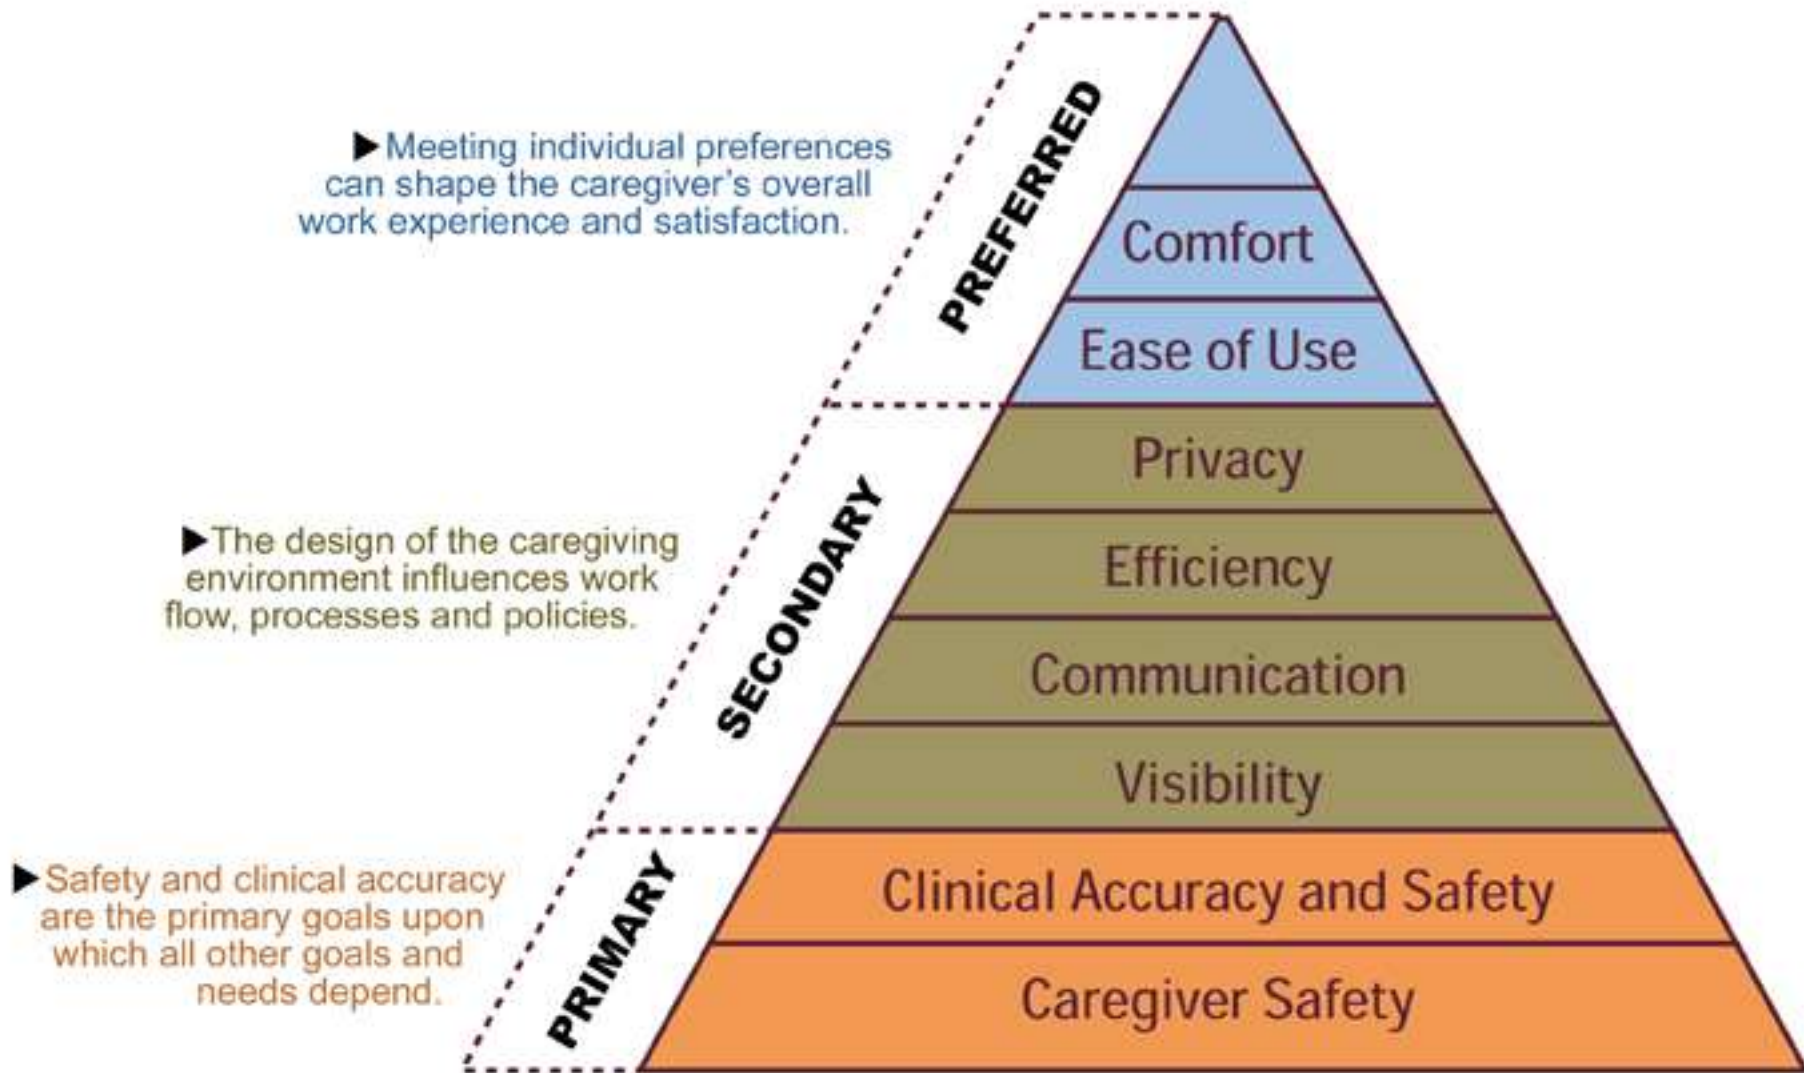 PREFERRED
▶Meeting individual preferences
can shape the caregiver's overall
work experience and satisfaction.
Comfort
Ease of Use
SECONDARY
▶The design of the caregiving
environment influences work
flow, processes and policies.
Privacy
Efficiency
Communication
Visibility
PRIMARY
▶Safety and clinical accuracy
are the primary goals upon
which all other goals and
needs depend.
Clinical Accuracy and Safety
Caregiver Safety